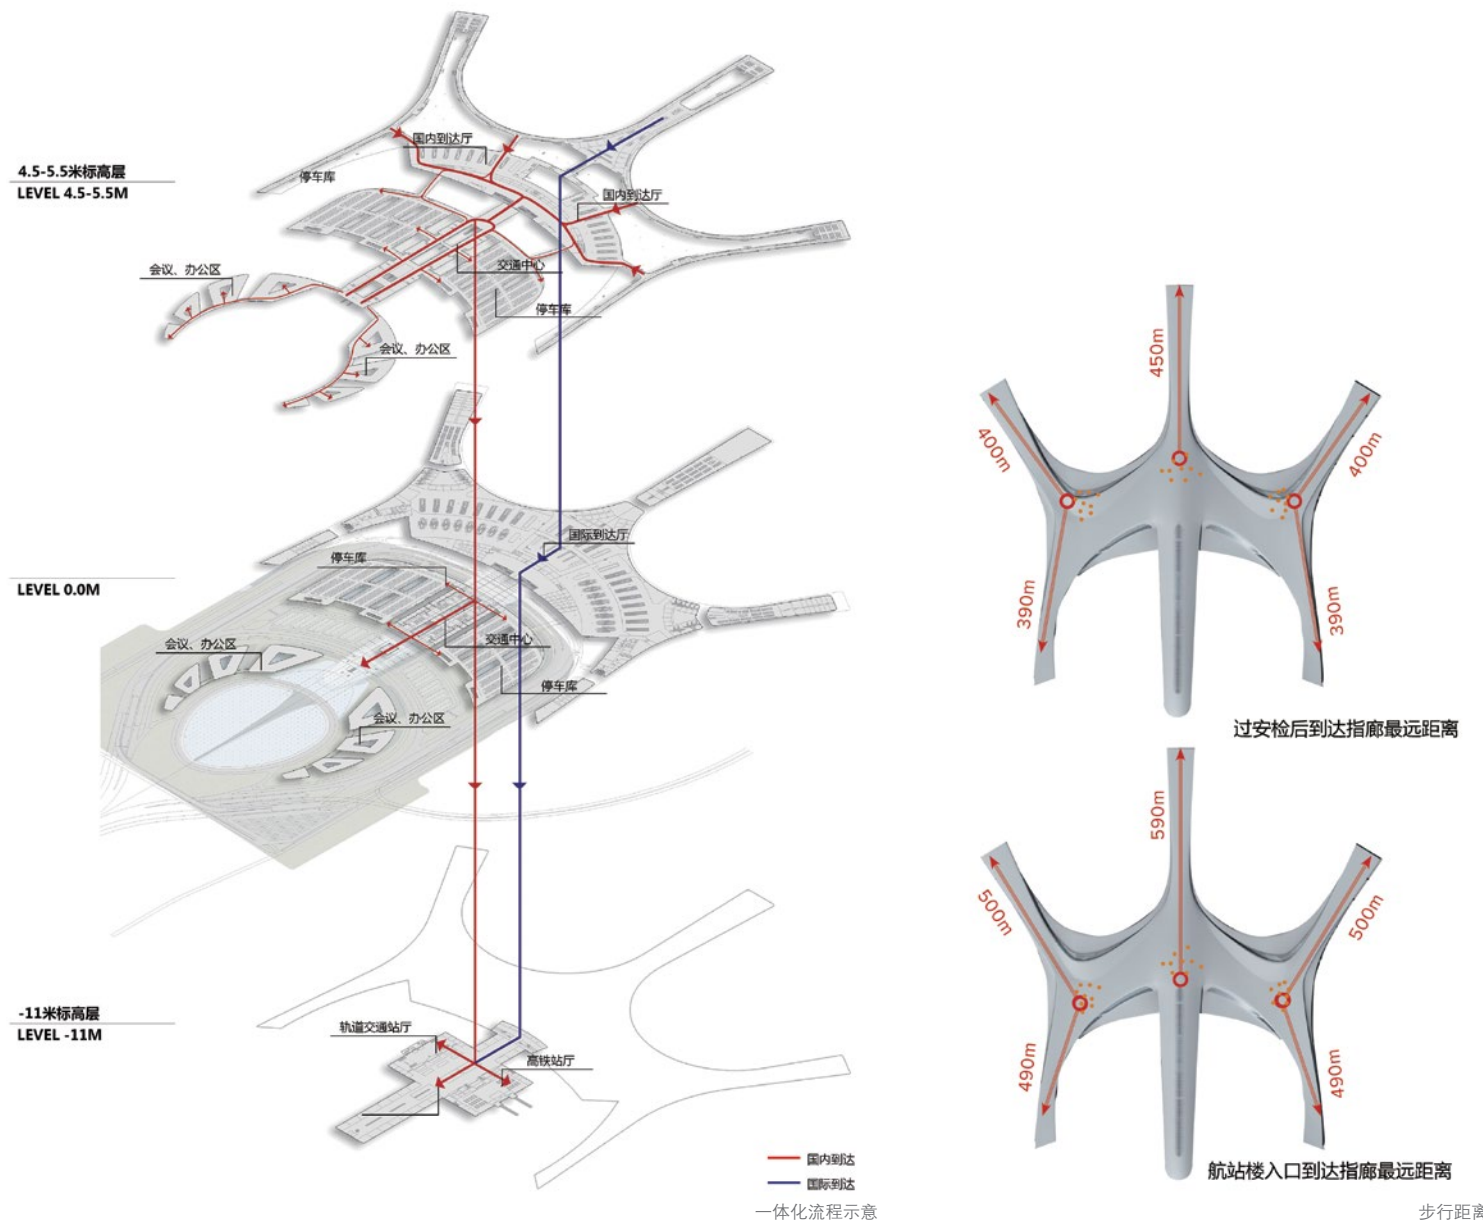 4.5-5.5米标高层
LEVEL 4.5-5.5M
国内到达厅
停车库
国内到达厅
会议、办公区
交通中心
停车库
会议、办公区
LEVEL 0.0M
国际到达厅
停车库
交通中心
会议、办公区
停车库
会议、办公区
-11米标高层
LEVEL -11M
轨道交通站厅
高铁站厅
国内到达
国际到达
一体化流程示意
450m
400m
400m
390m
390m
过安检后到达指廊最远距离
590m
500m
500m
490m
490m
航站楼入口到达指廊最远距离
步行距离